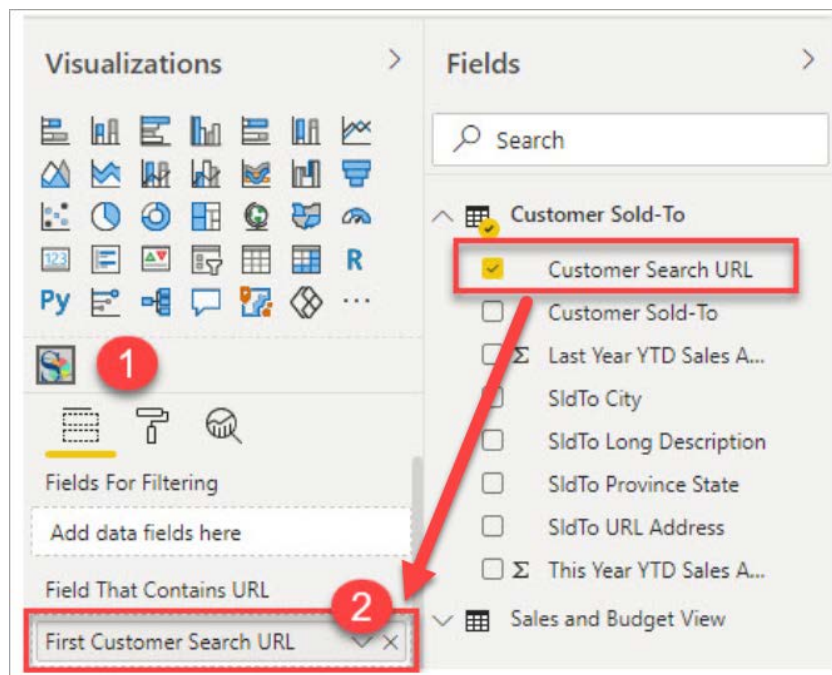 Visualizations
Fields
Search
123
R
Py
1
Fields For Filtering
Add data fields here
Field That Contains URL
2
First Customer Search URL
Customer Sold-To
Customer Search URL
Customer Sold-To
Σ Last Year YTD Sales A...
SldTo City
SldTo Long Description
SldTo Province State
SldTo URL Address
Σ This Year YTD Sales A...
Sales and Budget View